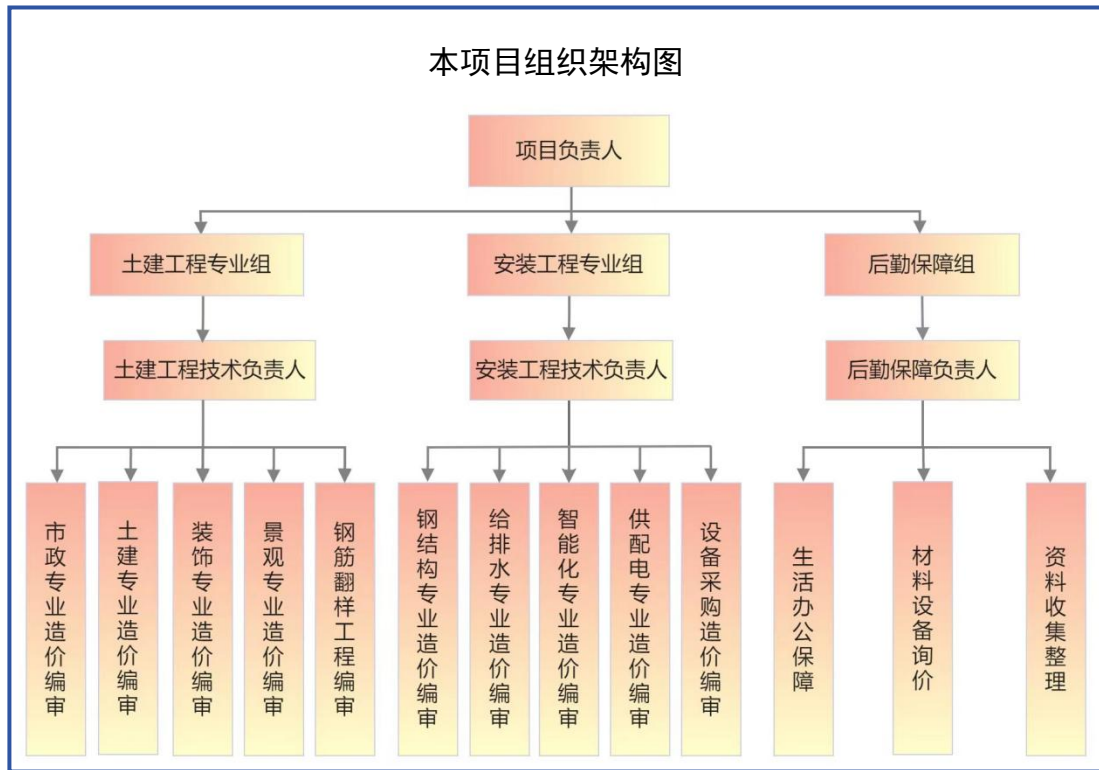 本项目组织架构图
项目负责人
土建工程专业组
安装工程专业组
后勤保障组
土建工程技术负责人
安装工程技术负责人
后勤保障负责人
市政专业造价编审
土建专业造价编审
装饰专业造价编审
景观专业造价编审
钢筋翻样工程编审
钢结构专业造价编审
给排水专业造价编审
智能化专业造价编审
供配电专业造价编审
设备采购造价编审
生活办公保障
材料设备询价
资料收集整理